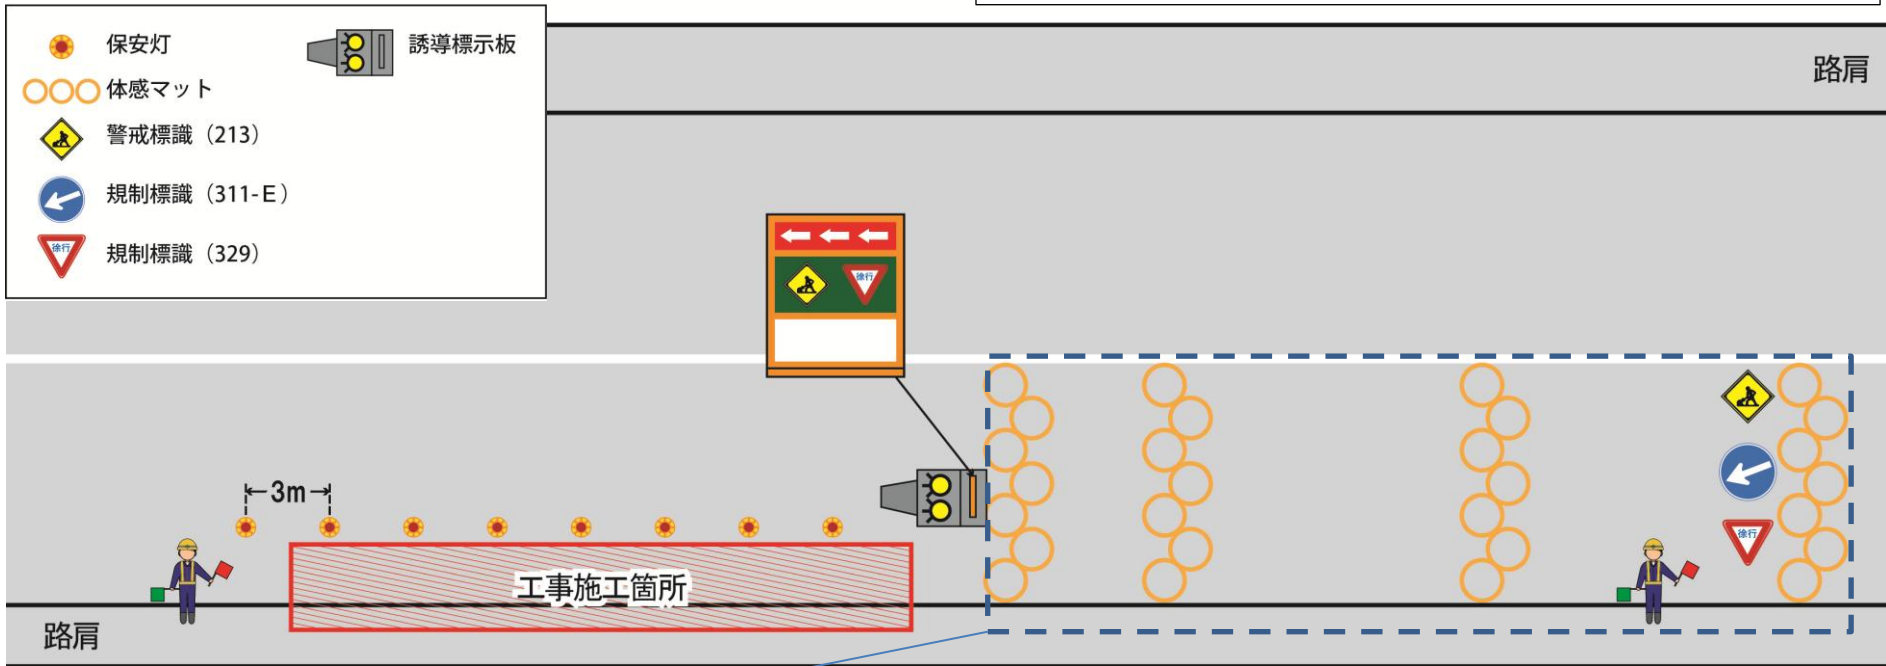 保安灯
誘導標示板
体感マット
警戒標識（213）
規制標識（311-E）
徐行
規制標識（329）
路肩
徐行
3m
徐行
工事施工箇所
路肩